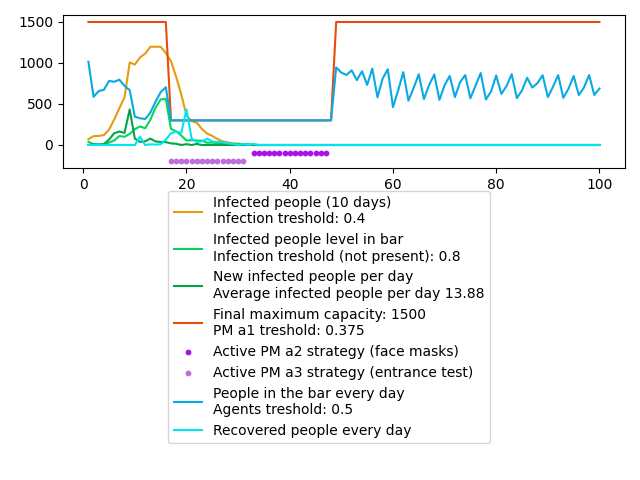 1500
1000
500
0
0
20
40
60
80
100
Infected people (10 days)
Infection treshold: 0.4
Infected people level in bar
Infection treshold (not present): 0.8
New infected people per day
Average infected people per day 13.88
Final maximum capacity: 1500
PM a1 treshold: 0.375
Active PM a2 strategy (face masks)
Active PM a3 strategy (entrance test)
People in the bar every day
Agents treshold: 0.5
Recovered people every day